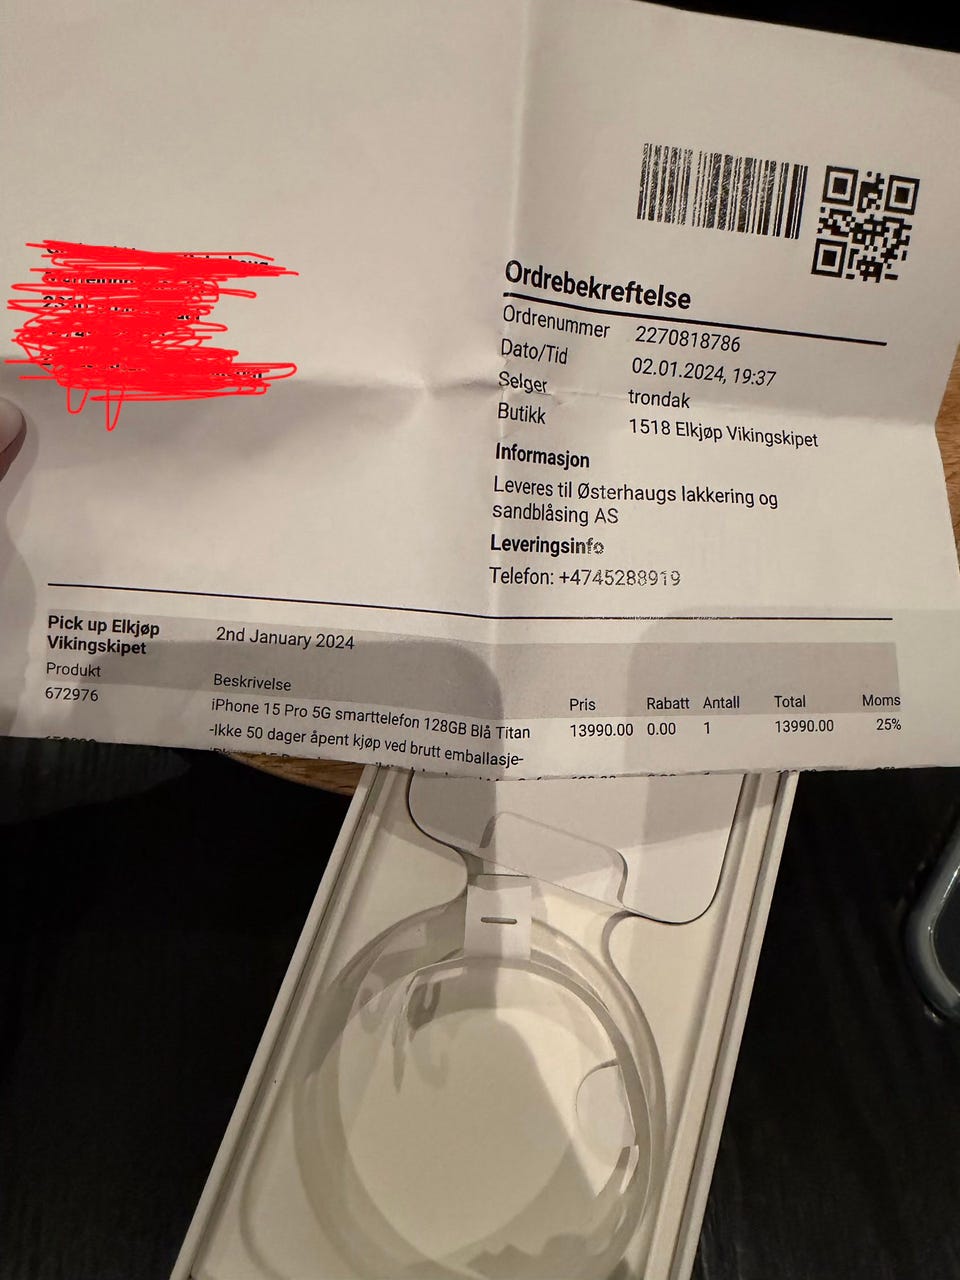 Ordrebekreftelse
Ordrenummer 2270818786
Dato/Tid 02.01.2024, 19:37
Selger trondak
Butikk 1518 Elkjøp Vikingskipet
Informasjon
Leveres til Østerhaugs lakkering og
sandblåsing AS
Leveringsinfo
Telefon: +4745288919
Pick up Elkjøp
Vikingskipet
2nd January 2024
Produkt Beskrivelse Pris Rabatt Antall Total Moms
672976 iPhone 15 Pro 5G smarttelefon 128GB Blå Titan 13990.00 0.00 1 13990.00 25%
-Ikke 50 dager åpent kjøp ved brutt emballasje-